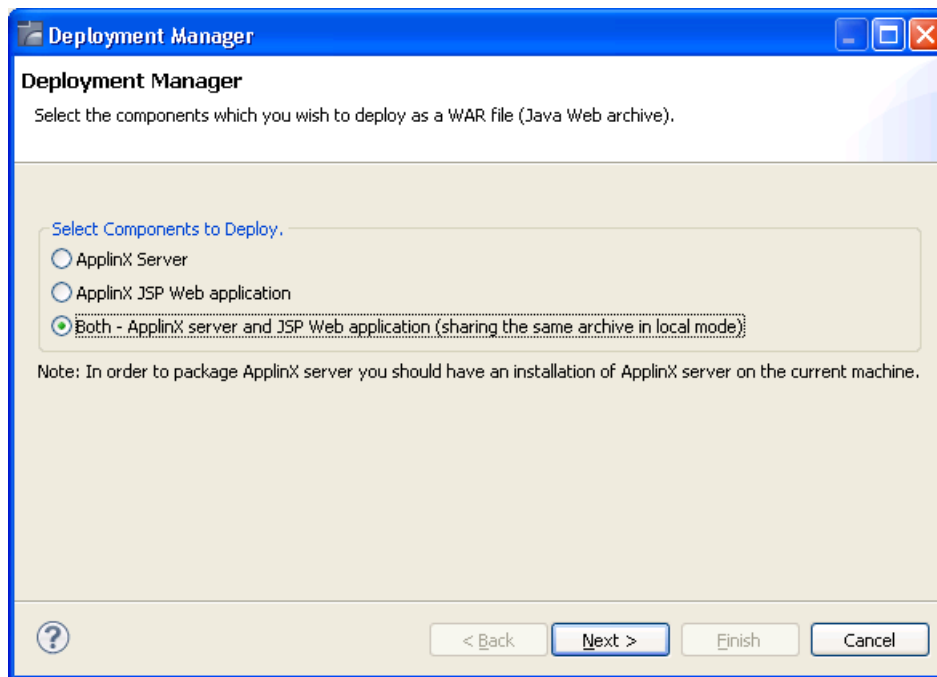 Deployment Manager
Deployment Manager
Select the components which you wish to deploy as a WAR file (Java Web archive).
Select Components to Deploy.
ApplinX Server
ApplinX JSP Web application
Both - ApplinX server and JSP Web application (sharing the same archive in local mode)
Note: In order to package ApplinX server you should have an installation of ApplinX server on the current machine.
? < Back Next > Finish Cancel